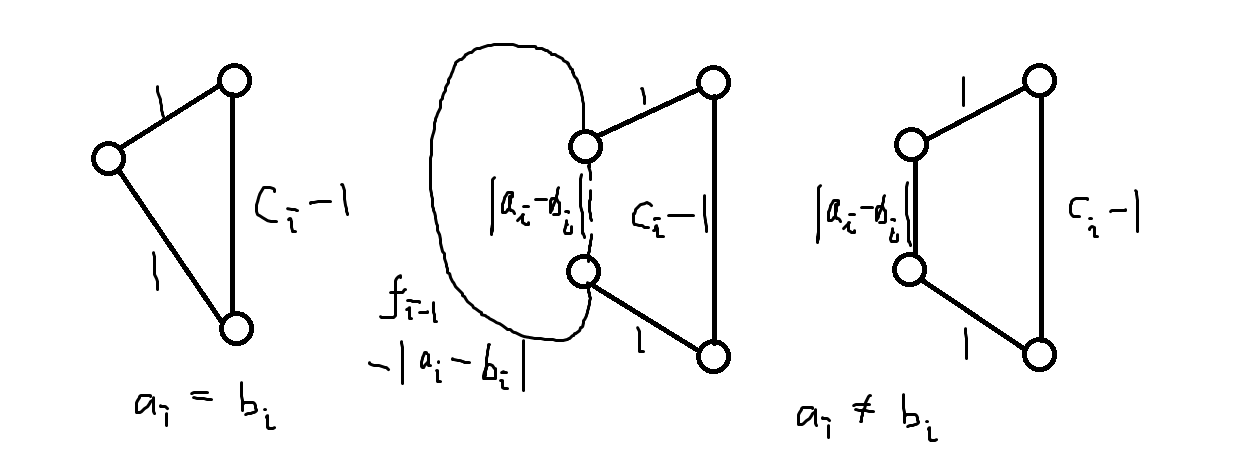 1
C_i-1
1
a_i = b_i
1
|a_i-b_i|
C_i-1
1
f_{i-1}
-|a_i-b_i|
1
|a_i-b_i|
C_i-1
1
a_i ≠ b_i